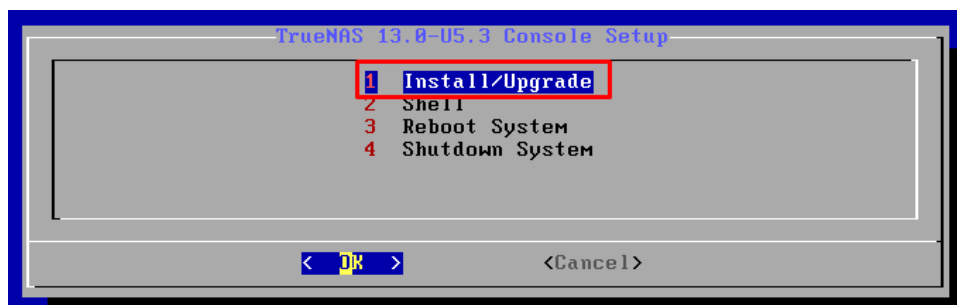 TrueNAS 13.0-U5.3 Console Setup
1 Install/Upgrade
2 Shell
3 Reboot System
4 Shutdown System
< OK > <Cancel>